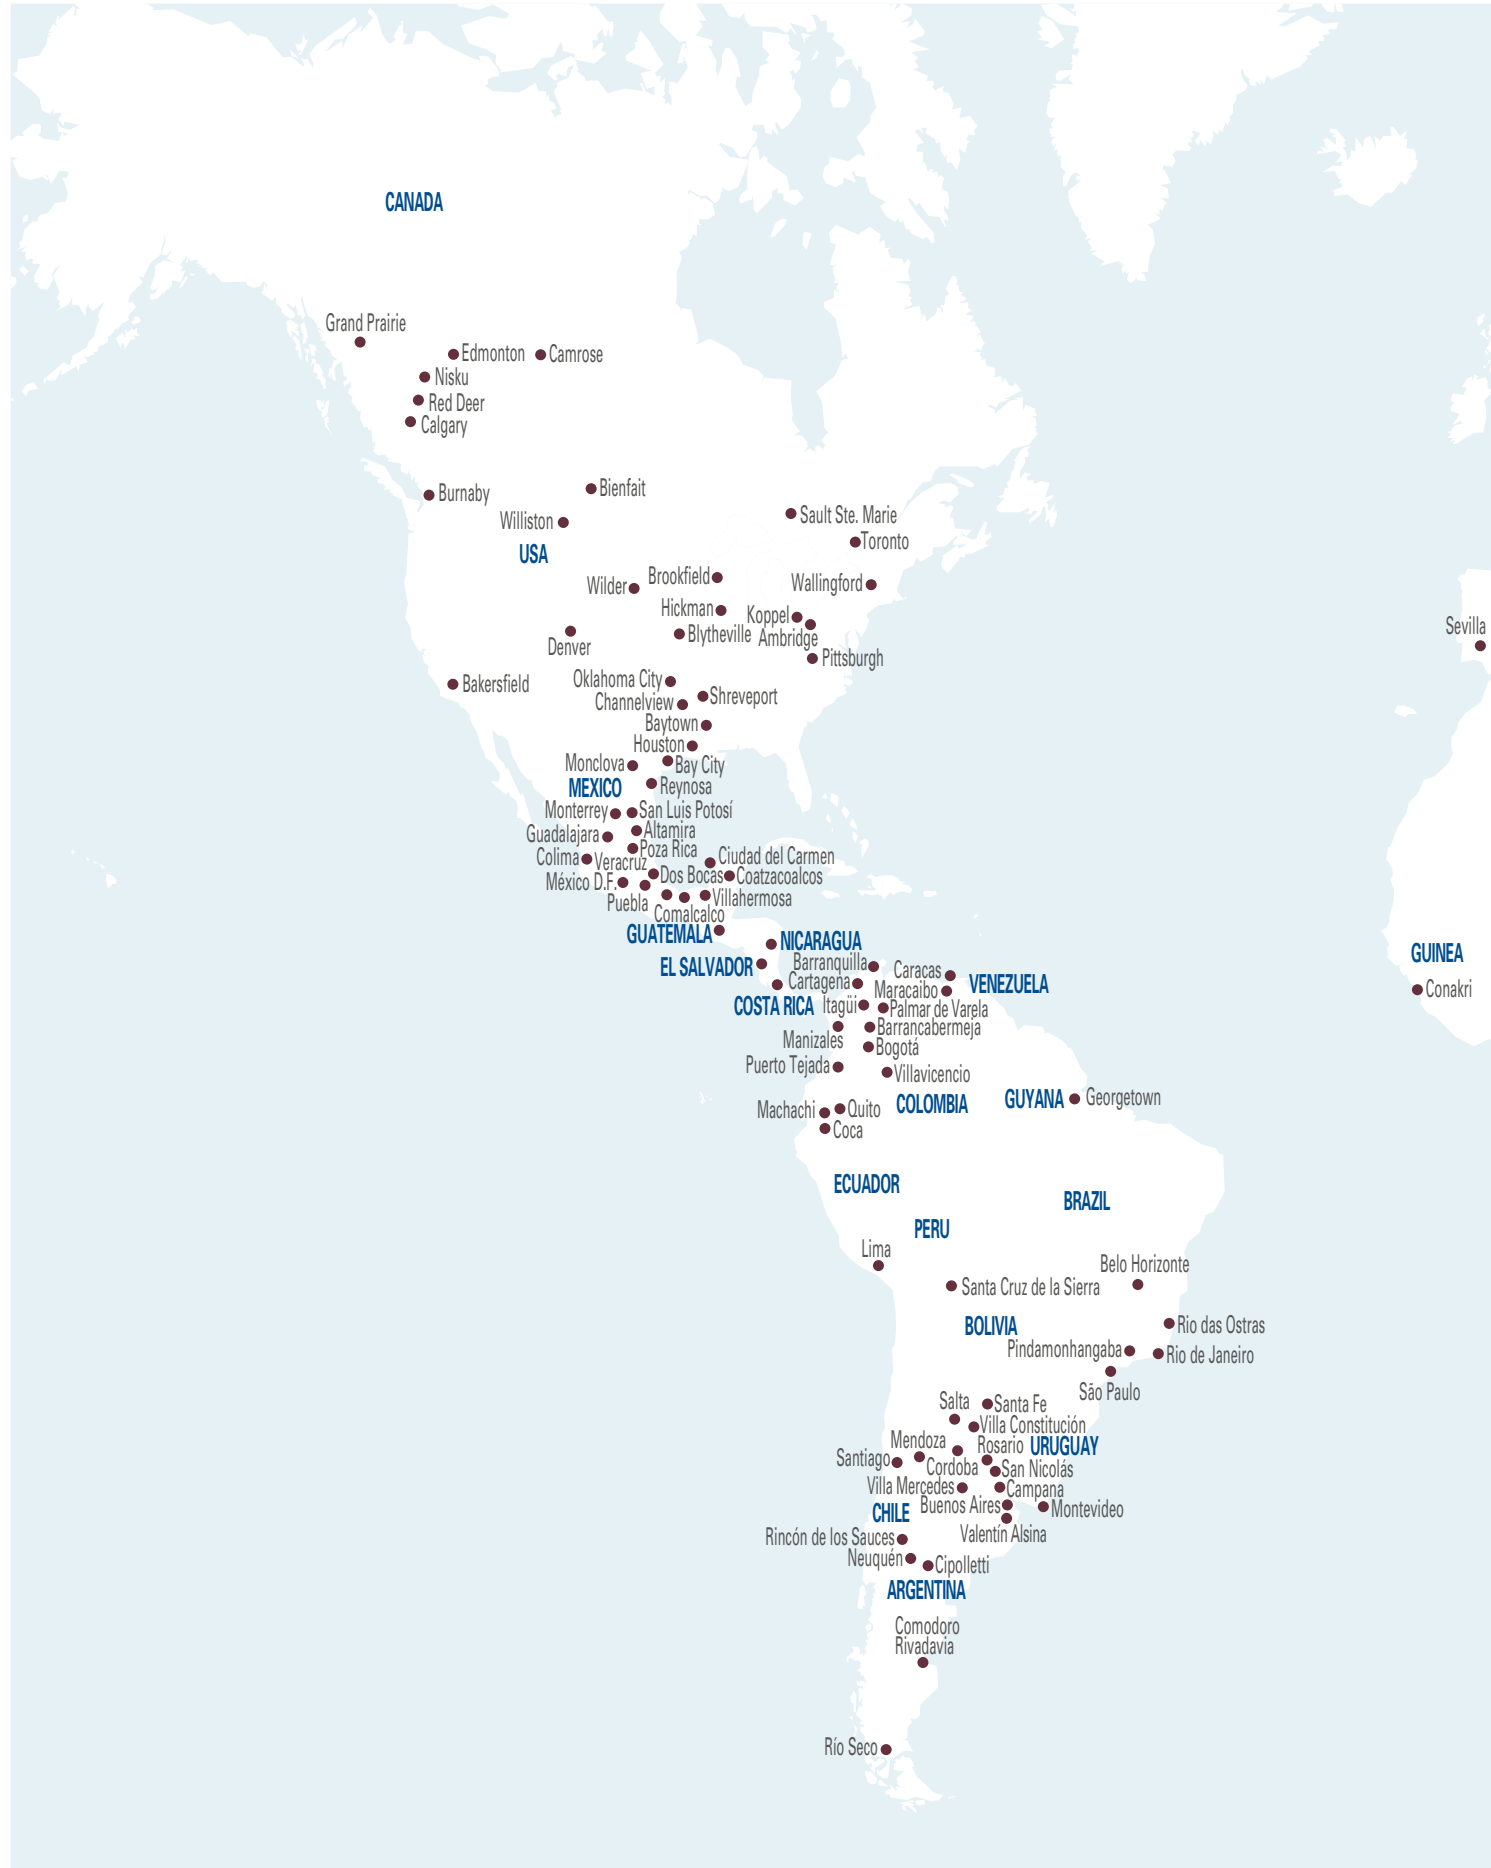 CANADA
Grand Prairie
Edmonton
Camrose
Nisku
Red Deer
Calgary
Burnaby
Bienfait
Williston
Sault Ste. Marie
Toronto
USA
Wilder
Brookfield
Wallingford
Hickman
Koppel
Blytheville
Ambridge
Denver
Pittsburgh
Sevilla
Bakersfield
Oklahoma City
Channelview
Shreveport
Baytown
Houston
Monclova
Bay City
MEXICO
Reynosa
Monterrey
San Luis Potosí
Guadalajara
Altamira
Poza Rica
Colima
Veracruz
Ciudad del Carmen
México D.F.
Dos Bocas
Coatzacoalcos
Puebla
Villahermosa
Comalcalco
GUATEMALA
NICARAGUA
EL SALVADOR
Barranquilla
Caracas
GUINEA
Cartagena
Maracaibo
VENEZUELA
Conakri
COSTA RICA
Itagüí
Palmar de Varela
Manizales
Barrancabermeja
Bogotá
Puerto Tejada
Villavicencio
Machachi
Quito
COLOMBIA
GUYANA
Georgetown
Coca
ECUADOR
BRAZIL
PERU
Lima
Belo Horizonte
Santa Cruz de la Sierra
BOLIVIA
Rio das Ostras
Pindamonhangaba
Rio de Janeiro
São Paulo
Salta
Santa Fe
Villa Constitución
Mendoza
Rosario
URUGUAY
Santiago
Cordoba
San Nicolás
Villa Mercedes
Campana
Buenos Aires
Montevideo
CHILE
Valentín Alsina
Rincón de los Sauces
Neuquén
Cipolletti
ARGENTINA
Comodoro
Rivadavia
Río Seco